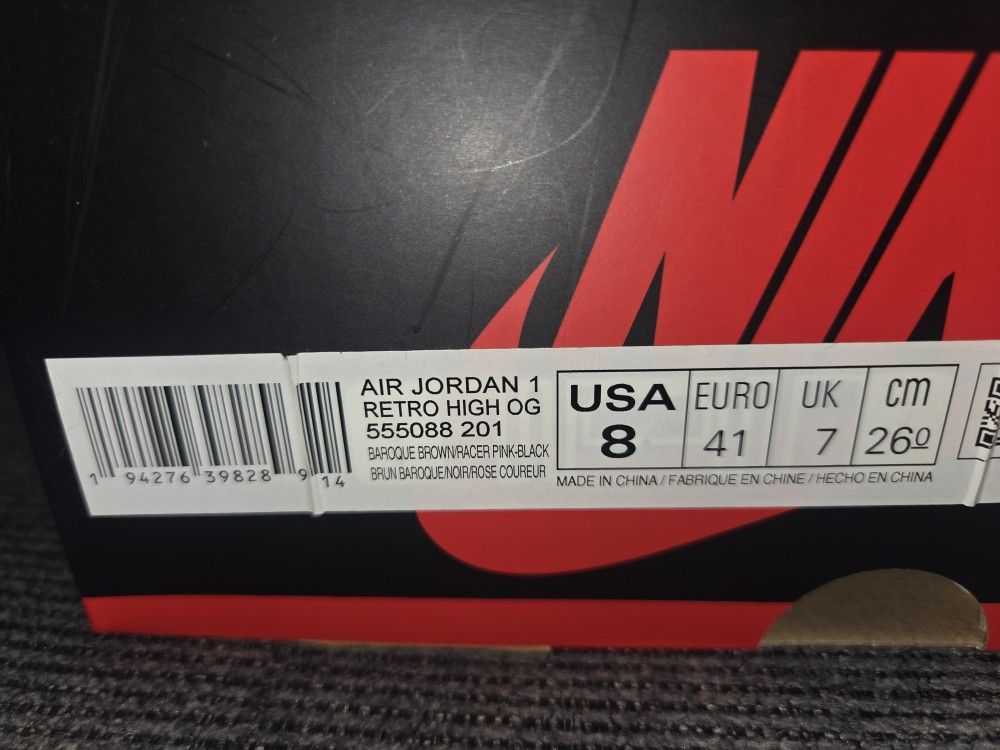 NIK
1 94276 39828 9 14
AIR JORDAN 1
RETRO HIGH OG
555088 201
BAROQUE BROWN/RACER PINK-BLACK
BRUN BAROQUE/NOIR/ROSE COUREUR
USA EURO UK CM
8 41 7 260
MADE IN CHINA / FABRIQUE EN CHINE / HECHO EN CHINA